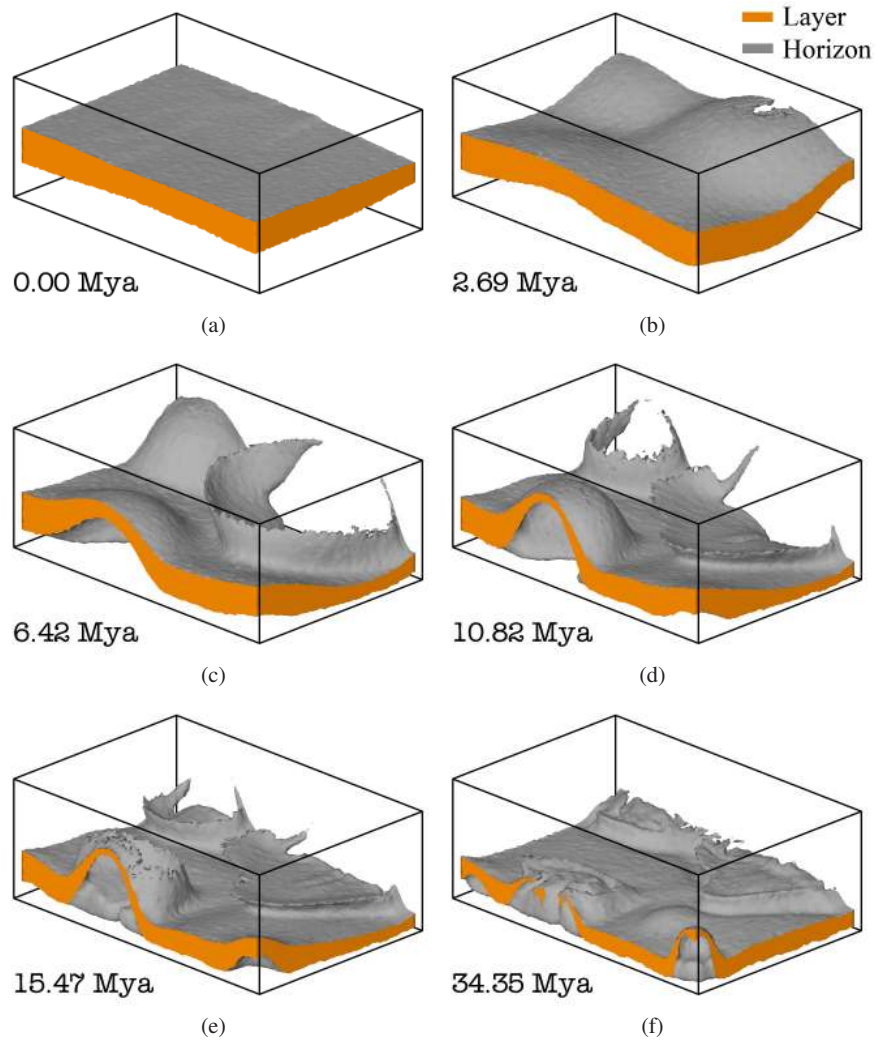 Layer
Horizon
0.00 Mya
2.69 Mya
(a)
(b)
6.42 Mya
10.82 Mya
(c)
(d)
15.47 Mya
34.35 Mya
(e)
(f)